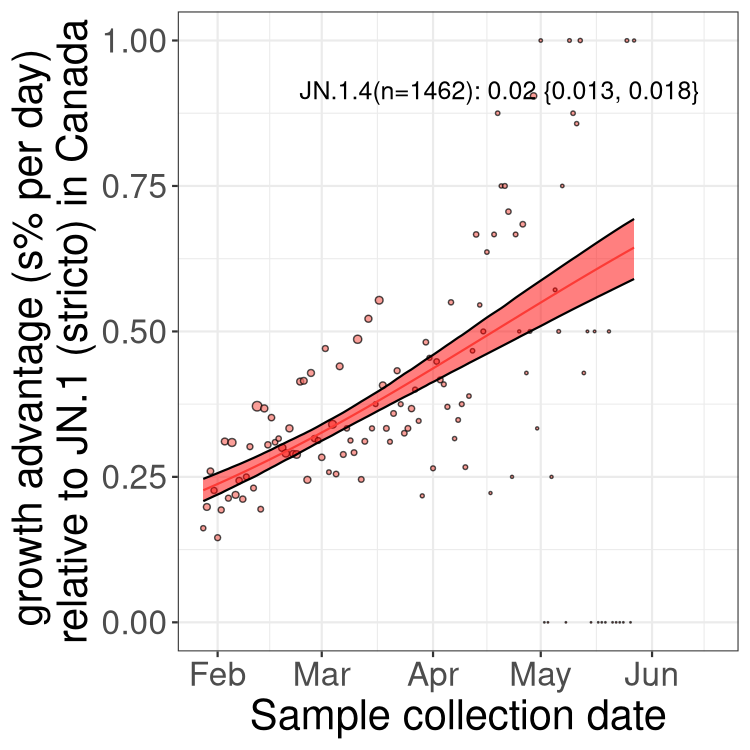 growth advantage (s% per day)
relative to JN.1 (stricto) in Canada
1.00
JN.1.4(n=1462): 0.02 {0.013, 0.018}
0.75
0.50
0.25
0.00
Feb Mar Apr May Jun
Sample collection date